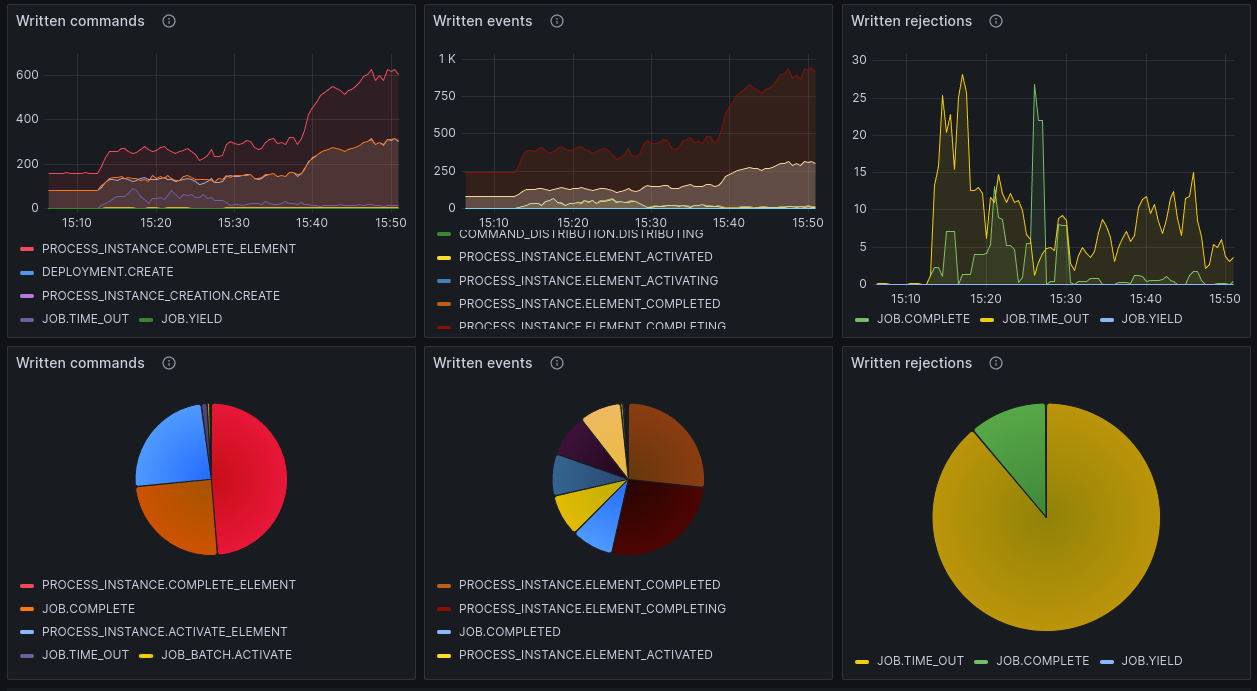 Written commands
600
400
200
0
15:10 15:20 15:30 15:40 15:50
PROCESS_INSTANCE.COMPLETE_ELEMENT
DEPLOYMENT.CREATE
PROCESS_INSTANCE_CREATION.CREATE
JOB.TIME_OUT JOB.YIELD
Written events
1 K
750
500
250
0
15:10 15:20 15:30 15:40 15:50
COMMAND_DISTRIBUTION.DISTRIBUTING
PROCESS_INSTANCE.ELEMENT_ACTIVATED
PROCESS_INSTANCE.ELEMENT_ACTIVATING
PROCESS_INSTANCE.ELEMENT_COMPLETED
PROCESS_INSTANCE.ELEMENT_COMPLETING
Written rejections
30
25
20
15
10
5
0
15:10 15:20 15:30 15:40 15:50
JOB.COMPLETE JOB.TIME_OUT JOB.YIELD
Written commands
PROCESS_INSTANCE.COMPLETE_ELEMENT
JOB.COMPLETE
PROCESS_INSTANCE.ACTIVATE_ELEMENT
JOB.TIME_OUT JOB_BATCH.ACTIVATE
Written events
PROCESS_INSTANCE.ELEMENT_COMPLETED
PROCESS_INSTANCE.ELEMENT_COMPLETING
JOB.COMPLETED
PROCESS_INSTANCE.ELEMENT_ACTIVATED
Written rejections
JOB.TIME_OUT JOB.COMPLETE JOB.YIELD